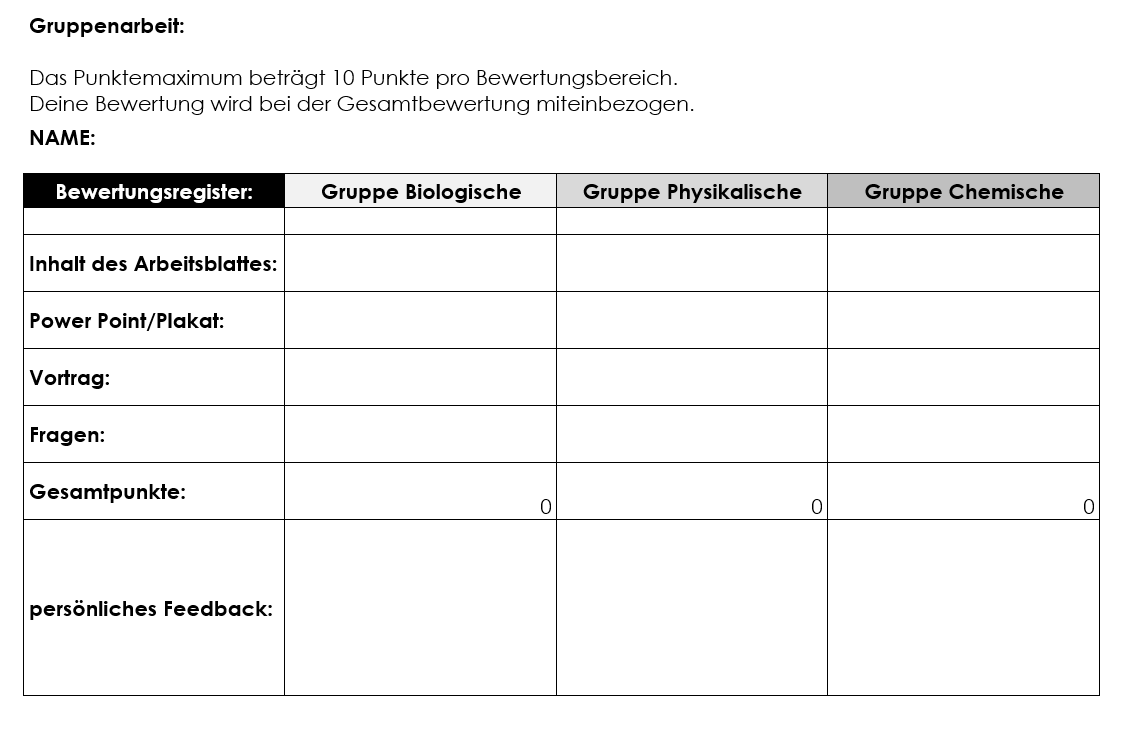 Gruppenarbeit:
Das Punktemaximum beträgt 10 Punkte pro Bewertungsbereich.
Deine Bewertung wird bei der Gesamtbewertung miteinbezogen.
NAME:
Bewertungsregister: Gruppe Biologische Gruppe Physikalische Gruppe Chemische
Inhalt des Arbeitsblattes:
Power Point/Plakat:
Vortrag:
Fragen:
Gesamtpunkte: 0 0 0
persönliches Feedback: